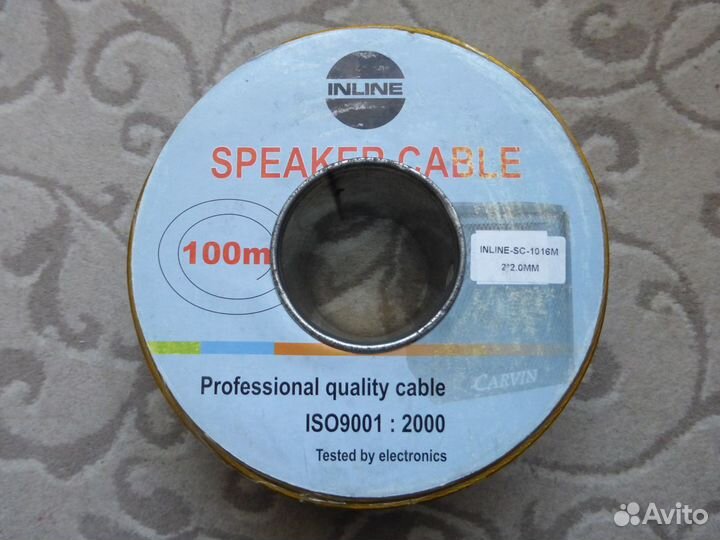 INLINE
SPEAKER CABLE
100m
INLINE-SC-1016M
2*2.0MM
CARVIN
Professional quality cable
ISO9001 : 2000
Tested by electronics
Avito